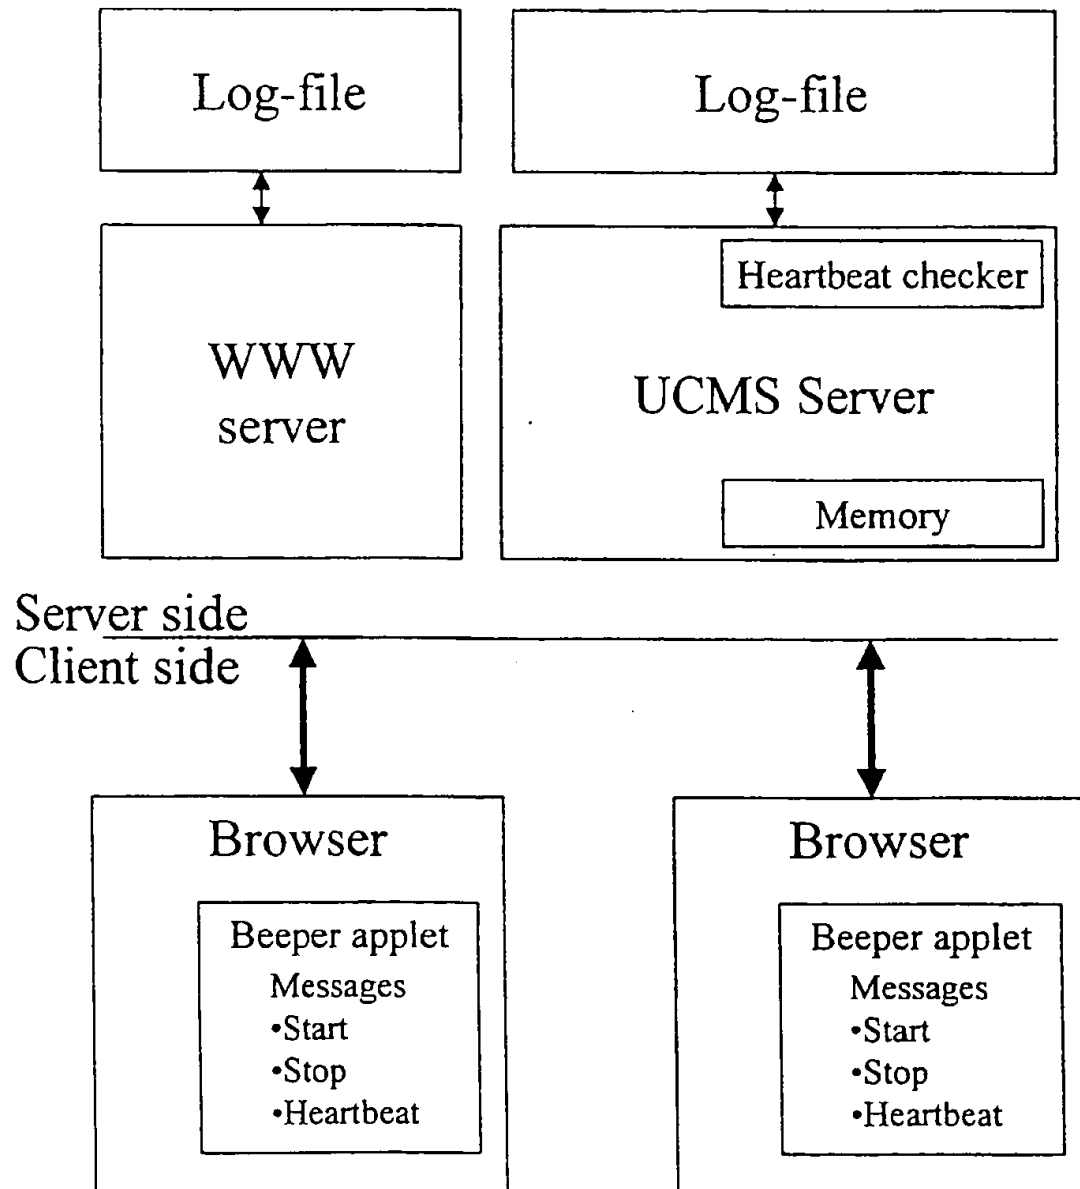 Log-file
Log-file
Heartbeat checker
WWW
server
UCMS Server
Memory
Server side
Client side
Browser
Beeper applet
Messages
•Start
•Stop
•Heartbeat
Browser
Beeper applet
Messages
•Start
•Stop
•Heartbeat